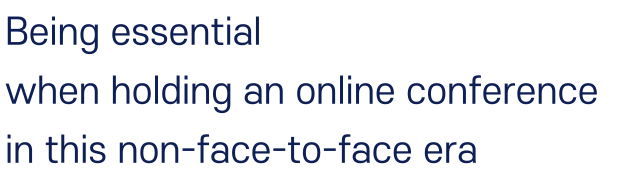 Being essential
when holding an online conference
in this non-face-to-face era